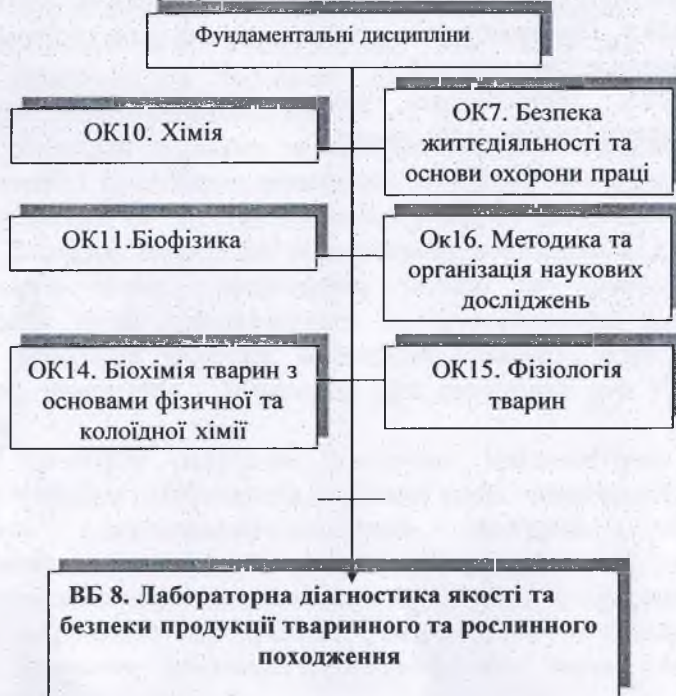 Фундаментальні дисципліни
ОК10. Хімія
ОК7. Безпека
життєдіяльності та
основи охорони праці
ОК11.Біофізика
Ок16. Методика та
організація наукових
досліджень
ОК14. Біохімія тварин з
основами фізичної та
колоїдної хімії
ОК15. Фізіологія
тварин
ВБ 8. Лабораторна діагностика якості та
безпеки продукції тваринного та рослинного
походження